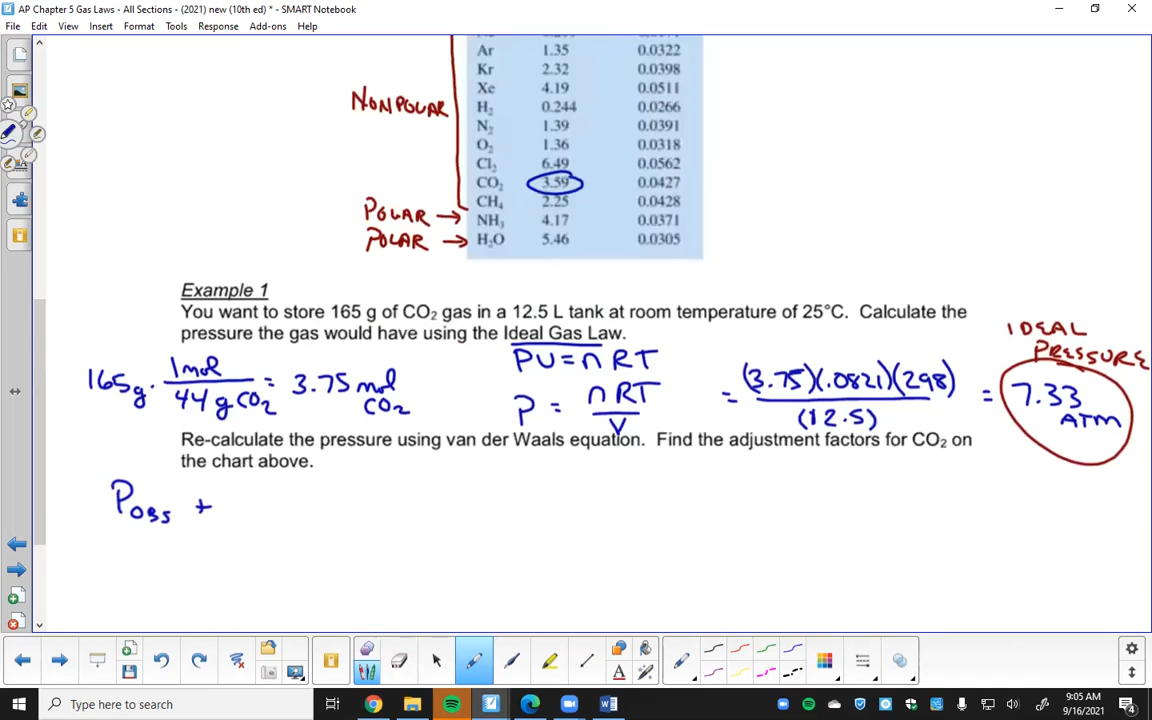 AP Chapter 5 Gas Laws - All Sections - (2021) new (10th ed) * - SMART Notebook
File Edit View Insert Format Tools Response Add-ons Help
Ar 1.35 0.0322
Kr 2.32 0.0398
Xe 4.19 0.0511
NONPOLAR
H₂ 0.244 0.0266
N₂ 1.39 0.0391
O₂ 1.36 0.0318
Cl₂ 6.49 0.0562
CO₂ 3.59 0.0427
CH₄ 2.25 0.0428
POLAR → NH₃ 4.17 0.0371
POLAR → H₂O 5.46 0.0305
Example 1
You want to store 165 g of CO₂ gas in a 12.5 L tank at room temperature of 25°C. Calculate the
pressure the gas would have using the Ideal Gas Law.
IDEAL
PRESSURE
165g · 1mol / 44 g CO₂ = 3.75 mol CO₂
PV = nRT
P = nRT / V = (3.75)(.0821)(298) / (12.5) = 7.33 ATM
Re-calculate the pressure using van der Waals equation. Find the adjustment factors for CO₂ on
the chart above.
P OBS +
Type here to search
9:05 AM
9/16/2021
4